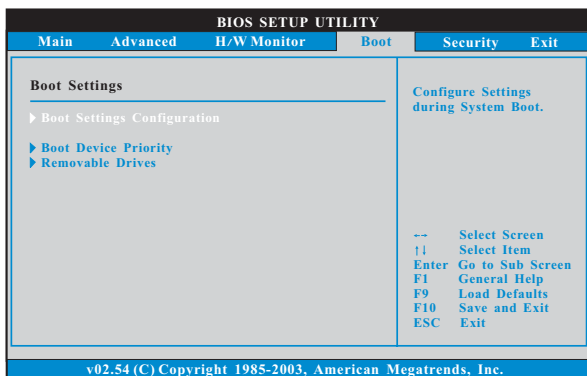 BIOS SETUP UTILITY
Main Advanced H/W Monitor Boot Security Exit
Boot Settings
Boot Settings Configuration
Boot Device Priority
Removable Drives
Configure Settings
during System Boot.
←→ Select Screen
↑↓ Select Item
Enter Go to Sub Screen
F1 General Help
F9 Load Defaults
F10 Save and Exit
ESC Exit
v02.54 (C) Copyright 1985-2003, American Megatrends, Inc.